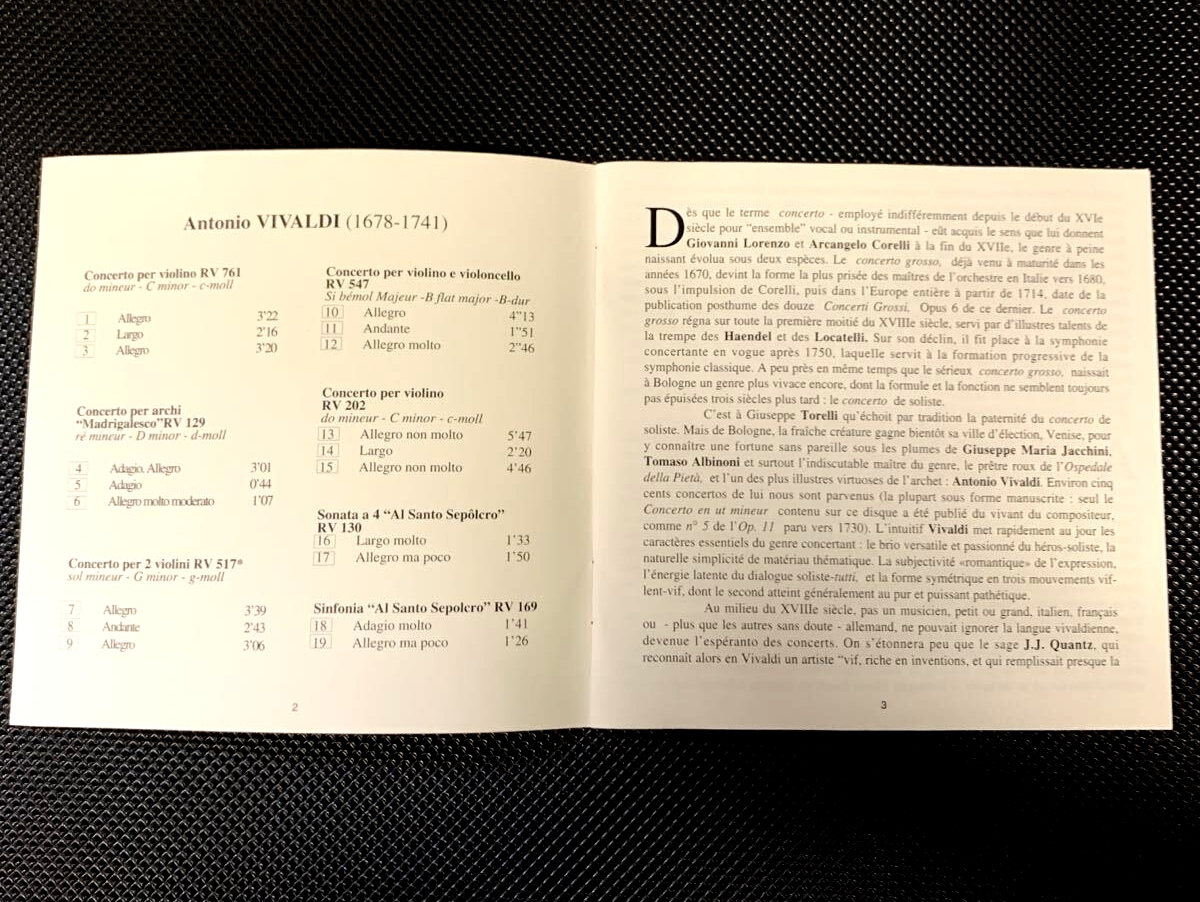 Antonio VIVALDI (1678-1741)
Concerto per violino RV 761
do mineur - C minor - c-moll
1 Allegro 3'22
2 Largo 2'16
3 Allegro 3'20
Concerto per archi
“Madrigalesco”RV 129
ré mineur - D minor - d-moll
4 Adagio. Allegro 3'01
5 Adagio 0'44
6 Allegro molto moderato 1'07
Concerto per 2 violini RV 517*
sol mineur - G minor - g-moll
7 Allegro 3'39
8 Andante 2'43
9 Allegro 3'06
Concerto per violino e violoncello
RV 547
Si bémol Majeur -B flat major -B-dur
10 Allegro 4"13
11 Andante 1"51
12 Allegro molto 2"46
Concerto per violino
RV 202
do mineur - C minor - c-moll
13 Allegro non molto 5'47
14 Largo 2'20
15 Allegro non molto 4'46
Sonata a 4 “Al Santo Sepôlcro”
RV 130
16 Largo molto 1'33
17 Allegro ma poco 1'50
Sinfonia “Al Santo Sepolcro” RV 169
18 Adagio molto 1'41
19 Allegro ma poco 1'26
2
Dès que le terme concerto - employé indifféremment depuis le début du XVIe
siècle pour “ensemble” vocal ou instrumental - eût acquis le sens que lui donnent
Giovanni Lorenzo et Arcangelo Corelli à la fin du XVIIe, le genre à peine
naissant évolua sous deux espèces. Le concerto grosso, déjà venu à maturité dans les
années 1670, devint la forme la plus prisée des maîtres de l'orchestre en Italie vers 1680,
sous l'impulsion de Corelli, puis dans l'Europe entière à partir de 1714, date de la
publication posthume des douze Concerti Grossi, Opus 6 de ce dernier. Le concerto
grosso régna sur toute la première moitié du XVIIIe siècle, servi par d'illustres talents de
la trempe des Haendel et des Locatelli. Sur son déclin, il fit place à la symphonie
concertante en vogue après 1750, laquelle servit à la formation progressive de la
symphonie classique. A peu près en même temps que le sérieux concerto grosso, naissait
à Bologne un genre plus vivace encore, dont la formule et la fonction ne semblent toujours
pas épuisées trois siècles plus tard : le concerto de soliste.
C'est à Giuseppe Torelli qu'échoit par tradition la paternité du concerto de
soliste. Mais de Bologne, la fraîche créature gagne bientôt sa ville d'élection, Venise, pour
y connaître une fortune sans pareille sous les plumes de Giuseppe Maria Jacchini,
Tomaso Albinoni et surtout l'indiscutable maître du genre, le prêtre roux de l'Ospedale
della Pietà, et l'un des plus illustres virtuoses de l'archet : Antonio Vivaldi. Environ cinq
cents concertos de lui nous sont parvenus (la plupart sous forme manuscrite : seul le
Concerto en ut mineur contenu sur ce disque a été publié du vivant du compositeur,
comme n° 5 de l'Op. 11 paru vers 1730). L'intuitif Vivaldi met rapidement au jour les
caractères essentiels du genre concertant : le brio versatile et passionné du héros-soliste, la
naturelle simplicité de matériau thématique. La subjectivité «romantique» de l'expression,
l'énergie latente du dialogue soliste-tutti, et la forme symétrique en trois mouvements vif-
lent-vif, dont le second atteint généralement au pur et puissant pathétique.
Au milieu du XVIIIe siècle, pas un musicien, petit ou grand, italien, français
ou - plus que les autres sans doute - allemand, ne pouvait ignorer la langue vivaldienne,
devenue l'espéranto des concerts. On s'étonnera peu que le sage J.J. Quantz, qui
reconnaît alors en Vivaldi un artiste “vif, riche en inventions, et qui remplissait presque la
3